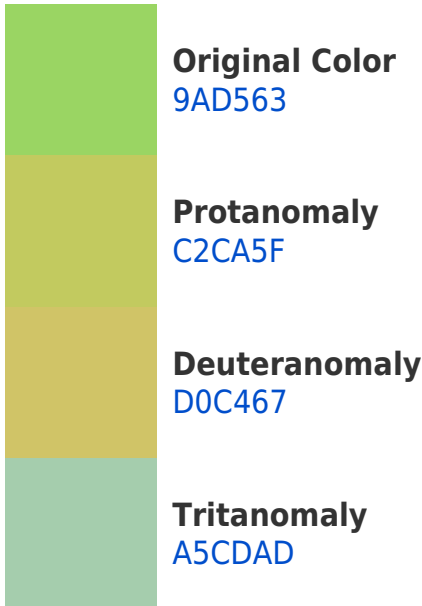 Original Color
9AD563
Protanomaly
C2CA5F
Deuteranomaly
D0C467
Tritanomaly
A5CDAD